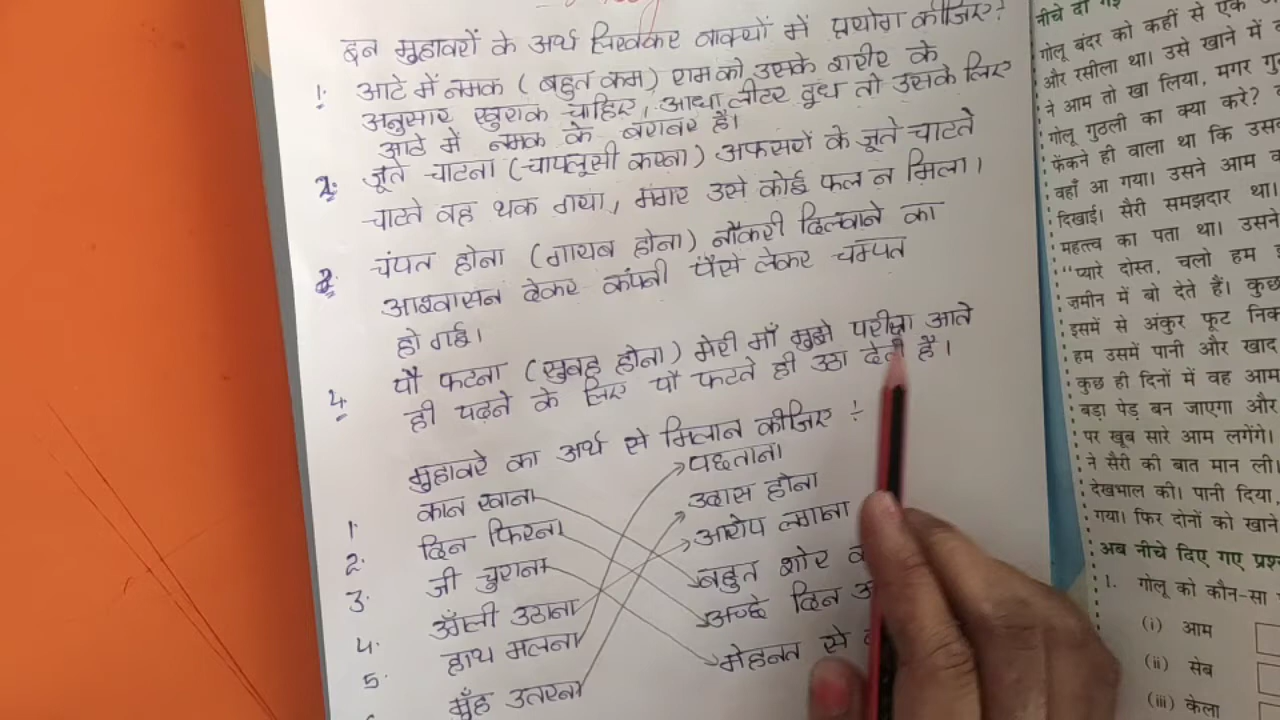 इन मुहावरों के अर्थ लिखकर वाक्यों में प्रयोग कीजिए:
1. आटे में नमक ( बहुत कम) राम को उसके शरीर के
अनुसार खुराक चाहिए, आधा लीटर दूध तो उसके लिए
आटे में नमक के बराबर है।
2. जूते चाटना (चापलूसी करना) अफसरों के जूते चाटते
चाटते वह थक गया, मगर उसे कोई फल न मिला।
3. चंपत होना (गायब होना) नौकरी दिलवाने का
आश्वासन देकर कंपनी पैसे लेकर चम्पत
हो गई।
4. पौ फटना (सुबह होना) मेरी माँ मुझे परीक्षा आते
ही पढ़ने के लिए पौ फटते ही उठा देती है।
मुहावरे का अर्थ से मिलान कीजिए :
1. कान खाना पछताना
2. दिन फिरना उदास होना
3. जी चुराना आरोप लगाना
4. उँगली उठाना बहुत शोर
5. हाथ मलना अच्छे दिन
मुँह उतरना मेहनत से
नीचे दी गई
गोलू बंदर को कहीं से एक
और रसीला था। उसे खाने में
ने आम तो खा लिया, मगर
गोलू गुठली का क्या करे?
फेंकने ही वाला था कि
वहाँ आ गया। उसने आम
दिखाई। सैरी समझदार था।
महत्व का पता था। उसने
“प्यारे दोस्त, चलो हम
ज़मीन में बो देते हैं। कुछ
इसमें से अंकुर फूट
हम उसमें पानी और खाद
कुछ ही दिनों में वह आम
बड़ा पेड़ बन जाएगा और
पर खूब सारे आम लगेंगे।
ने सैरी की बात मान ली।
देखभाल की। पानी दिया
गया। फिर दोनों को खाने
अब नीचे दिए गए
1. गोलू को कौन-सा
(i) आम
(ii) सेब
(iii) केला